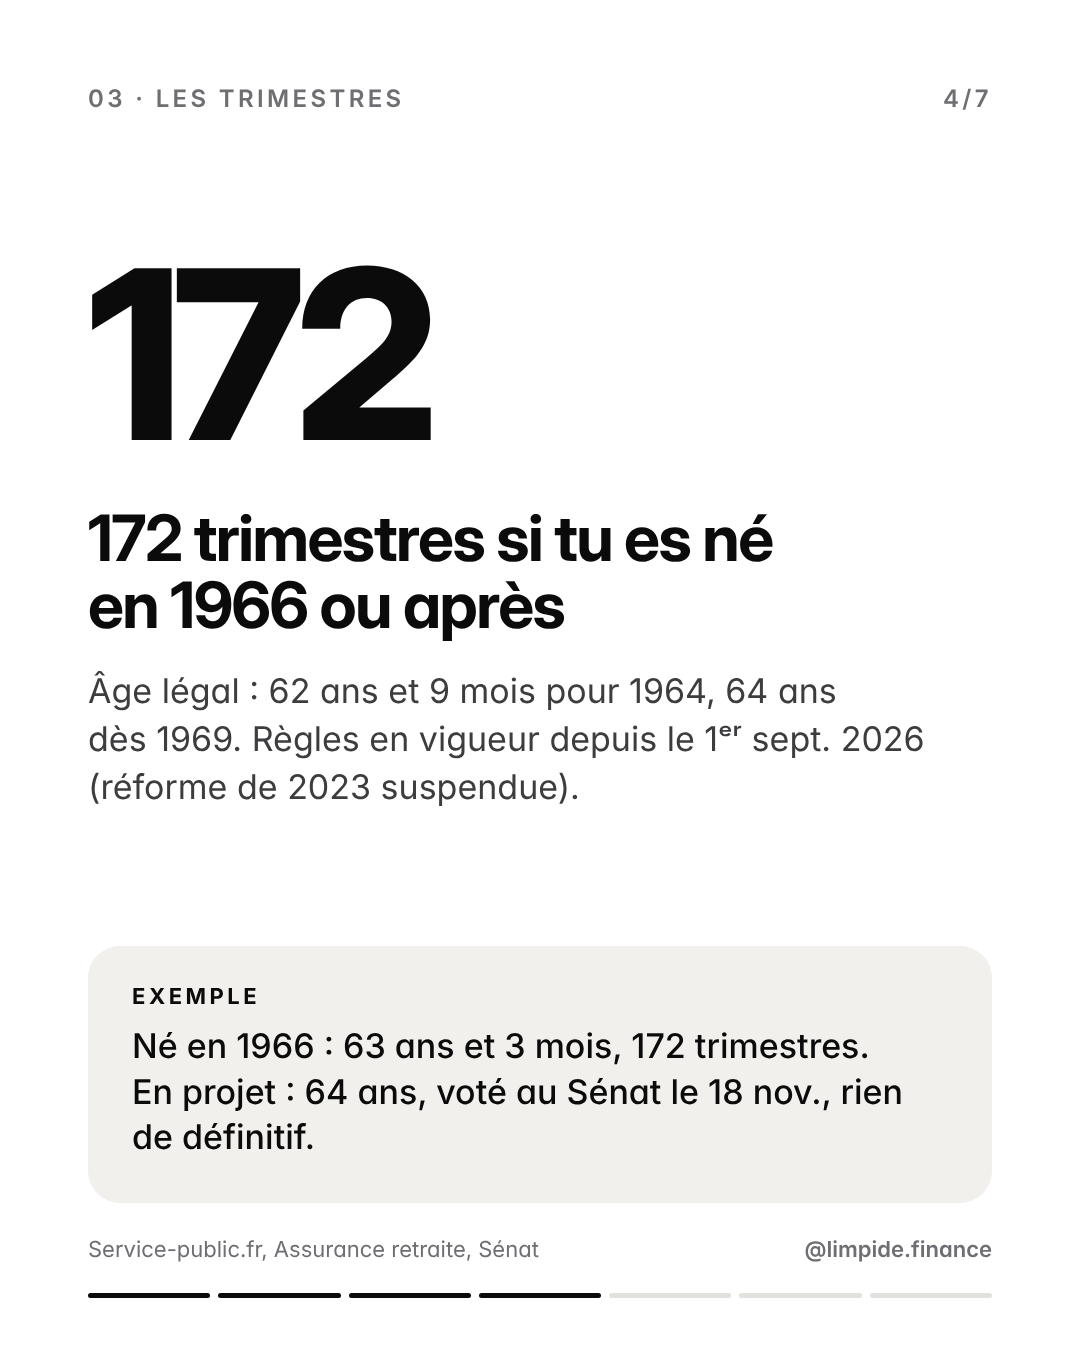 03 · LES TRIMESTRES
4/7
172
172 trimestres si tu es né
en 1966 ou après
Âge légal : 62 ans et 9 mois pour 1964, 64 ans
dès 1969. Règles en vigueur depuis le 1ᵉʳ sept. 2026
(réforme de 2023 suspendue).
EXEMPLE
Né en 1966 : 63 ans et 3 mois, 172 trimestres.
En projet : 64 ans, voté au Sénat le 18 nov., rien
de définitif.
Service-public.fr, Assurance retraite, Sénat
@limpide.finance